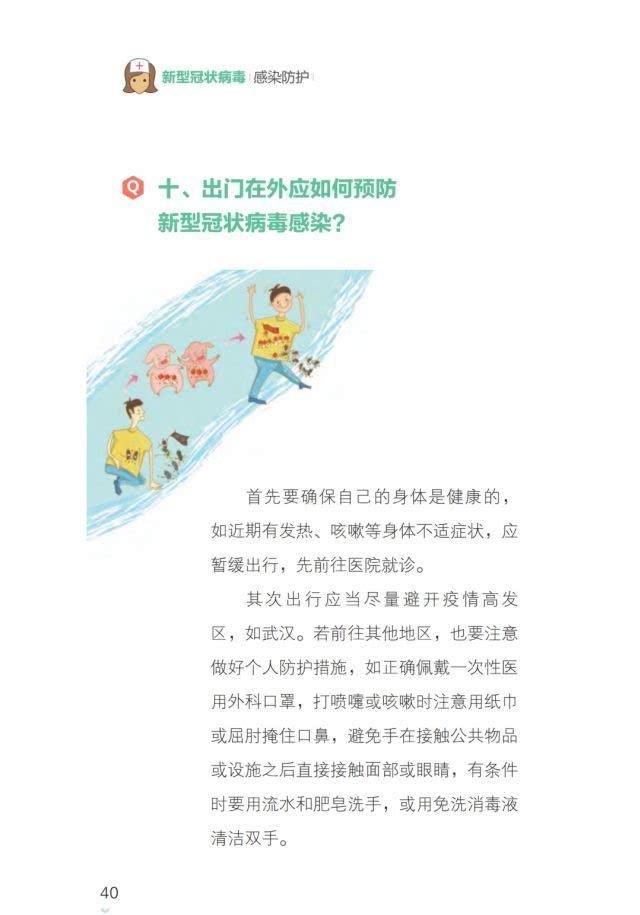 新型冠状病毒 感染防护
Q 十、出门在外应如何预防
新型冠状病毒感染？
首先要确保自己的身体是健康的，
如近期有发热、咳嗽等身体不适症状，应
暂缓出行，先前往医院就诊。
其次出行应当尽量避开疫情高发
区，如武汉。若前往其他地区，也要注意
做好个人防护措施，如正确佩戴一次性医
用外科口罩，打喷嚏或咳嗽时注意用纸巾
或屈肘掩住口鼻，避免手在接触公共物品
或设施之后直接接触面部或眼睛，有条件
时要用流水和肥皂洗手，或用免洗消毒液
清洁双手。
40